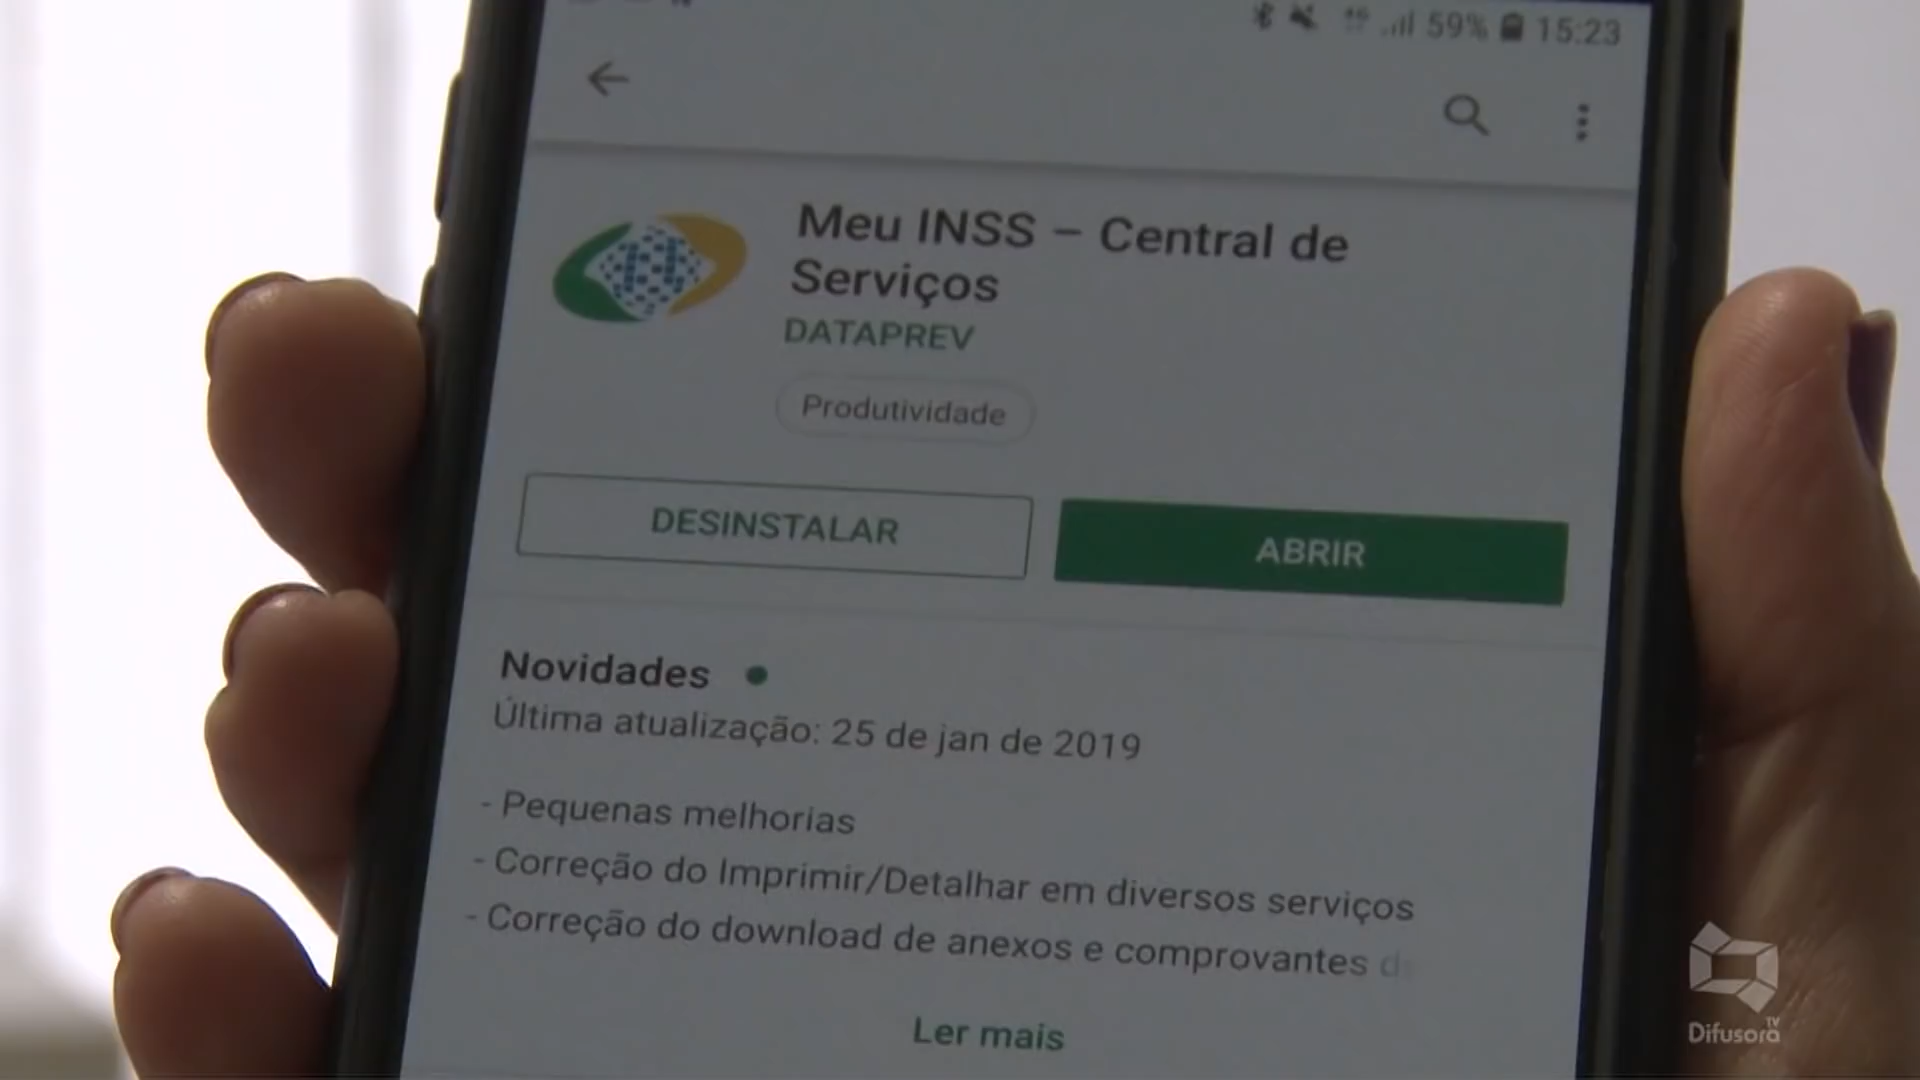 59% 15:23
Meu INSS – Central de
Serviços
DATAPREV
Produtividade
DESINSTALAR
ABRIR
Novidades
Última atualização: 25 de jan de 2019
- Pequenas melhorias
- Correção do Imprimir/Detalhar em diversos serviços
- Correção do download de anexos e comprovantes
Ler mais
TV
Difusora